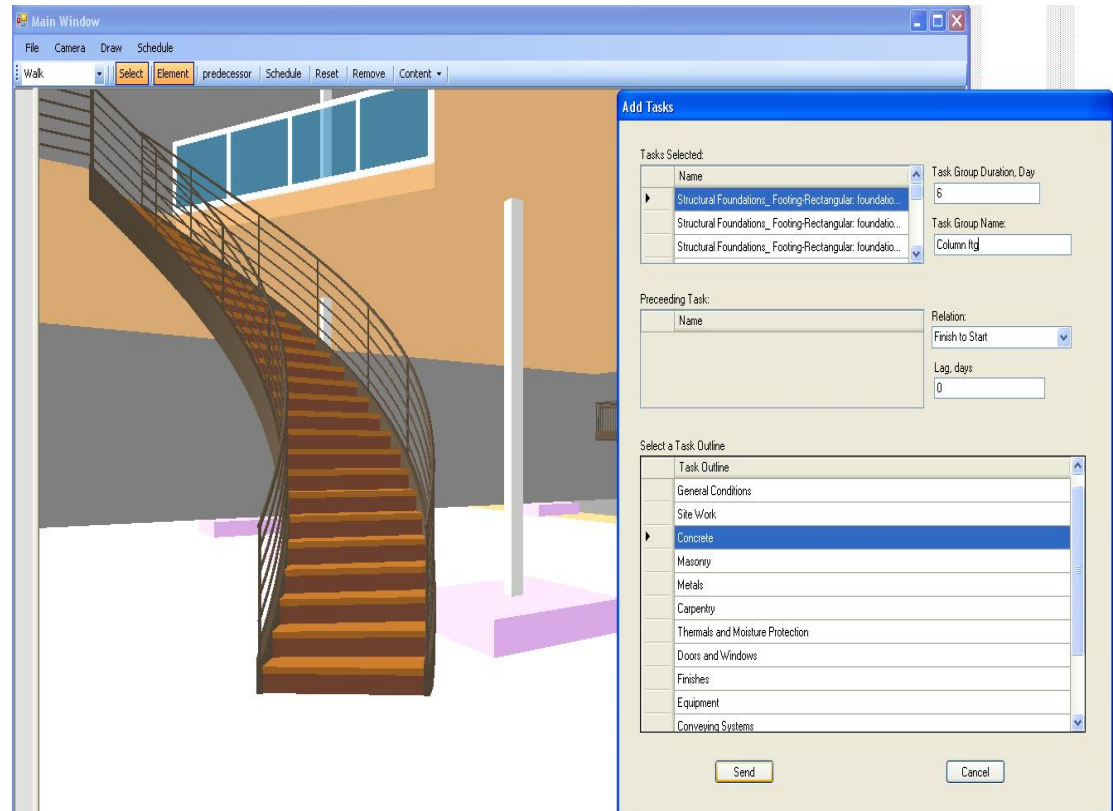 Main Window
File Camera Draw Schedule
Walk Select Element predecessor Schedule Reset Remove Content
Add Tasks
Tasks Selected:
Name
Structural Foundations_ Footing-Rectangular: foundatio...
Structural Foundations_ Footing-Rectangular: foundatio...
Structural Foundations_ Footing-Rectangular: foundatio...
Task Group Duration, Day
6
Task Group Name:
Column ftg
Preceeding Task:
Name
Relation:
Finish to Start
Lag, days
0
Select a Task Outline
Task Outline
General Conditions
Site Work
Concrete
Masonry
Metals
Carpentry
Thermals and Moisture Protection
Doors and Windows
Finishes
Equipment
Conveying Systems
Send Cancel